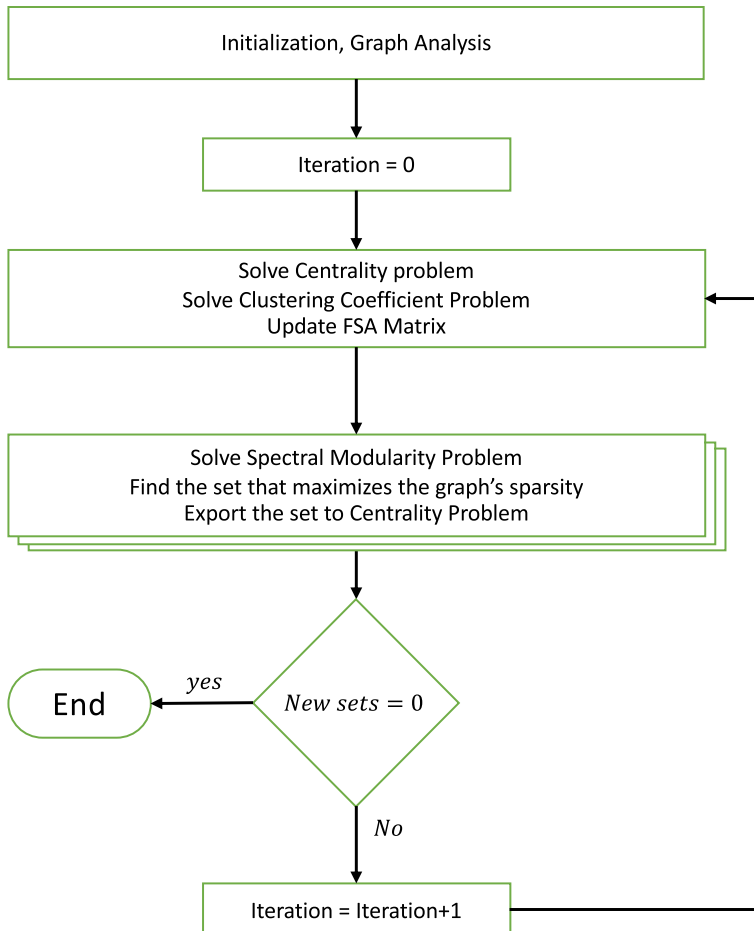 Initialization, Graph Analysis
Iteration = 0
Solve Centrality problem
Solve Clustering Coefficient Problem
Update FSA Matrix
Solve Spectral Modularity Problem
Find the set that maximizes the graph's sparsity
Export the set to Centrality Problem
New sets = 0
yes
End
No
Iteration = Iteration+1